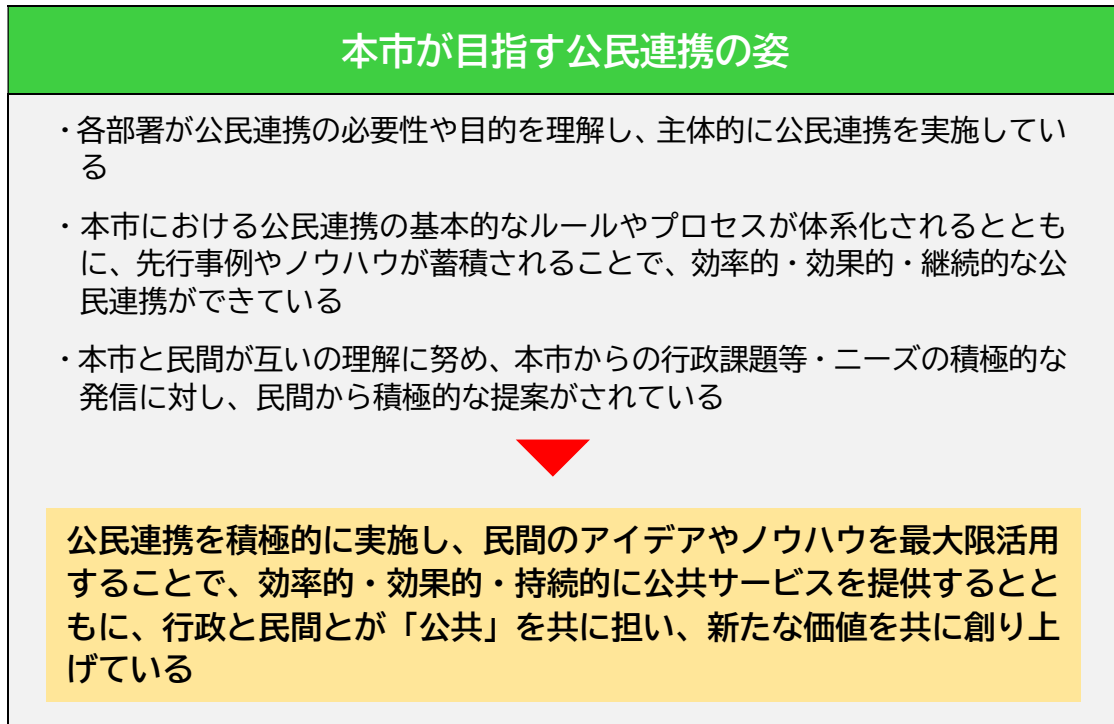 本市が目指す公民連携の姿
・各部署が公民連携の必要性や目的を理解し、主体的に公民連携を実施してい
る
・本市における公民連携の基本的なルールやプロセスが体系化されるととも
に、先行事例やノウハウが蓄積されることで、効率的・効果的・継続的な公
民連携ができている
・本市と民間が互いの理解に努め、本市からの行政課題等・ニーズの積極的な
発信に対し、民間から積極的な提案がされている
公民連携を積極的に実施し、民間のアイデアやノウハウを最大限活用
することで、効率的・効果的・持続的に公共サービスを提供するとと
もに、行政と民間とが「公共」を共に担い、新たな価値を共に創り上
げている